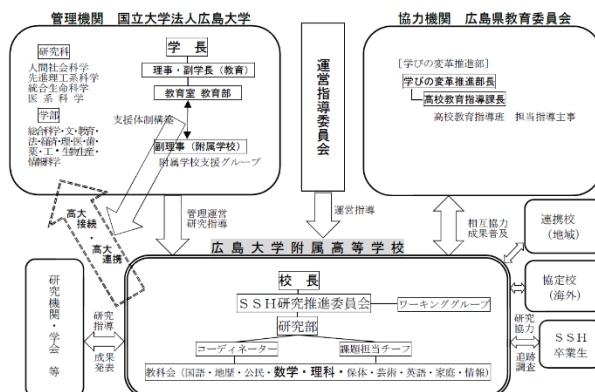 管理機関　国立大学法人広島大学
研究科
人間社会科学
先進理工系科学
統合生命科学
医系科学
学部
総合科学・文・教育・
法・経済・理・医・歯・
薬・工・生物生産・
情報科学
学　長
理事・副学長（教育）
教育室 教育部
支援体制構築
副理事（附属学校）
附属学校支援グループ
運営指導委員会
協力機関　広島県教育委員会
［学びの変革推進部］
学びの変革推進部長
高校教育指導課長
高校教育指導班　担当指導主事
高大
接続
・
高大
連携
管理運営
研究指導
運営指導
相互協力
成果普及
広島大学附属高等学校
校　長
ＳＳＨ研究推進委員会
ワーキンググループ
研究部
コーディネーター
課題担当チーフ
教科会（国語・地歴・公民・数学・理科・保体・芸術・英語・家庭・情報）
研究機関・学会　等
研究
指導
成果
発表
連携校
（地域）
協定校
（海外）
研究
協力
追跡
調査
ＳＳＨ
卒業生